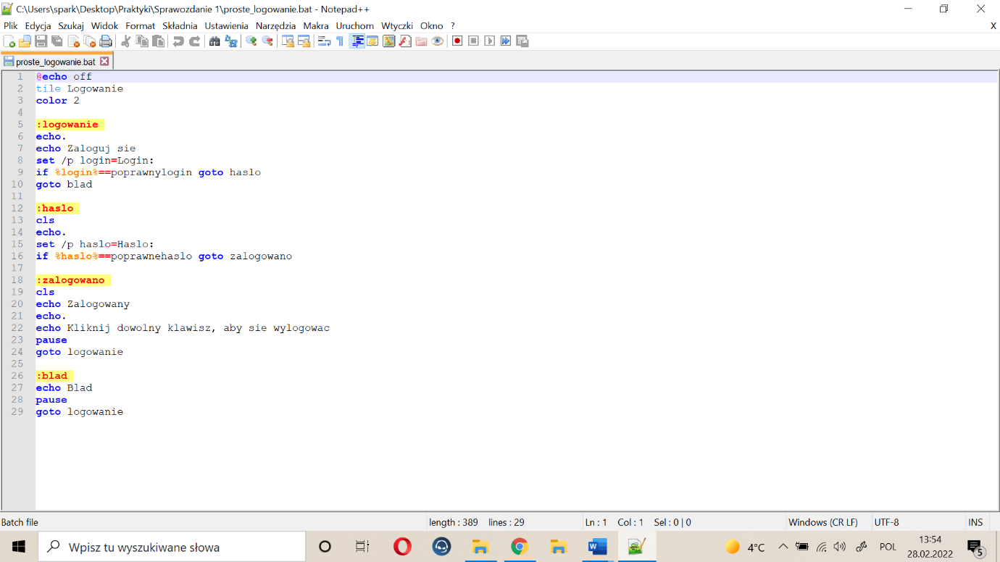 C:\Users\spark\Desktop\Praktyki\Sprawozdanie 1\proste_logowanie.bat - Notepad++
Plik Edycja Szukaj Widok Format Składnia Ustawienia Narzędzia Makra Uruchom Wtyczki Okno ? X
proste_logowanie.bat
1 @echo off
2 tile Logowanie
3 color 2
4
5 :logowanie
6 echo.
7 echo Zaloguj sie
8 set /p login=Login:
9 if %login%==poprawnylogin goto haslo
10 goto blad
11
12 :haslo
13 cls
14 echo.
15 set /p haslo=Haslo:
16 if %haslo%==poprawnehaslo goto zalogowano
17
18 :zalogowano
19 cls
20 echo Zalogowany
21 echo.
22 echo Kliknij dowolny klawisz, aby sie wylogowac
23 pause
24 goto logowanie
25
26 :blad
27 echo Blad
28 pause
29 goto logowanie
Batch file length : 389 lines : 29 Ln : 1 Col : 1 Sel : 0 | 0 Windows (CR LF) UTF-8 INS
Wpisz tu wyszukiwane słowa 4°C POL 13:54
28.02.2022 5